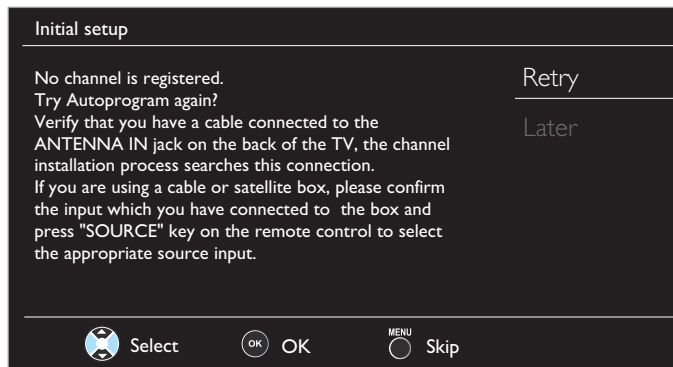 Initial setup
No channel is registered.
Try Autoprogram again?
Verify that you have a cable connected to the
ANTENNA IN jack on the back of the TV, the channel
installation process searches this connection.
If you are using a cable or satellite box, please confirm
the input which you have connected to the box and
press "SOURCE" key on the remote control to select
the appropriate source input.
Retry
Later
Select
OK OK
MENU
Skip